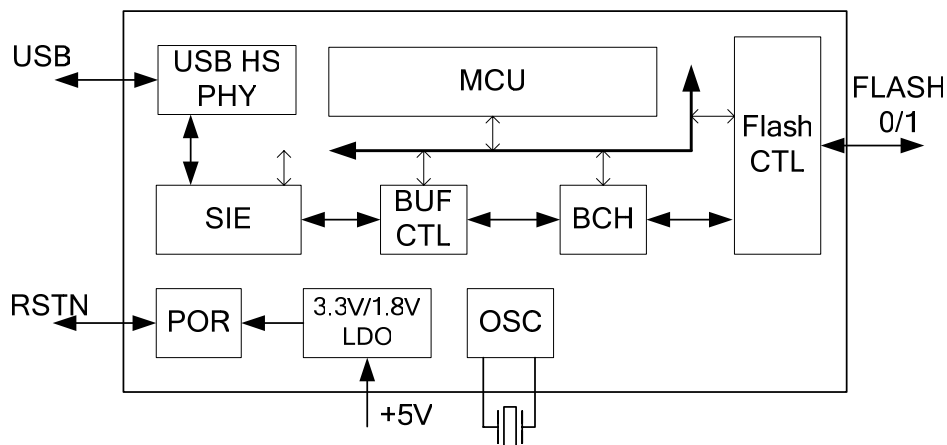 USB
USB HS
PHY
MCU
Flash
CTL
FLASH
0/1
SIE
BUF
CTL
BCH
RSTN
POR
3.3V/1.8V
LDO
OSC
+5V